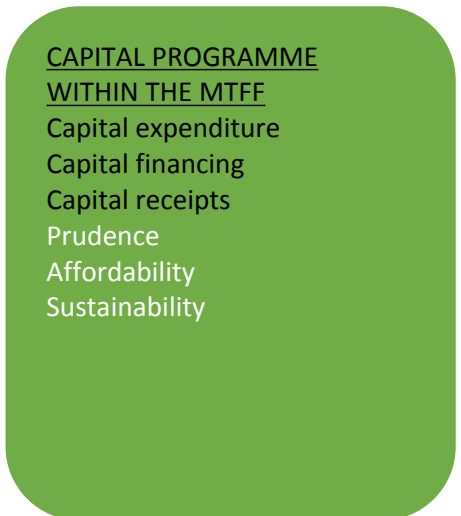 CAPITAL PROGRAMME
WITHIN THE MTFF
Capital expenditure
Capital financing
Capital receipts
Prudence
Affordability
Sustainability